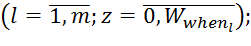 $(l = \overline{1,m}; z = \overline{0,W_{when_l}});$